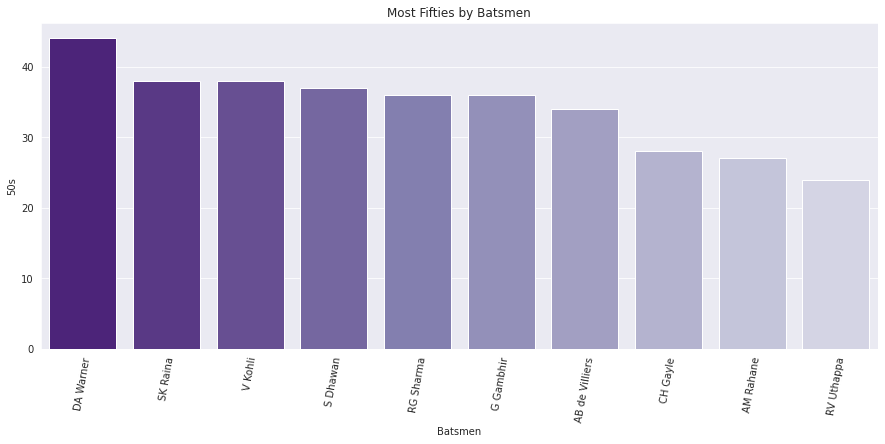 Most Fifties by Batsmen
50s
40
30
20
10
0
DA Warner
SK Raina
V Kohli
S Dhawan
RG Sharma
G Gambhir
AB de Villiers
CH Gayle
AM Rahane
RV Uthappa
Batsmen